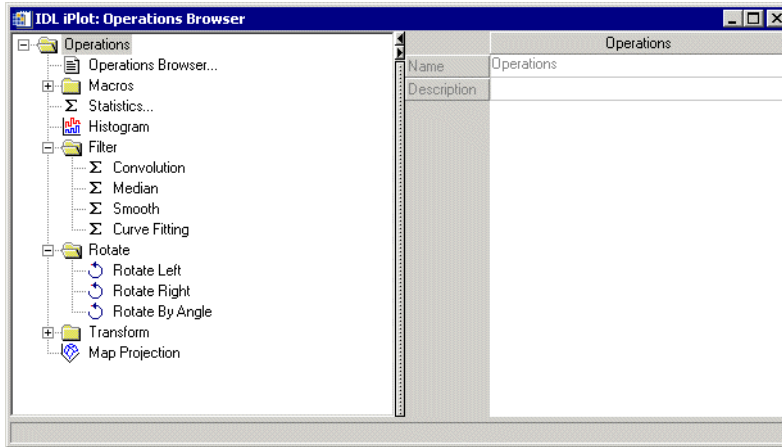 IDL iPlot: Operations Browser
Operations
Operations Browser...
Macros
Σ Statistics...
Histogram
Filter
Σ Convolution
Σ Median
Σ Smooth
Σ Curve Fitting
Rotate
Rotate Left
Rotate Right
Rotate By Angle
Transform
Map Projection
Operations
Name Operations
Description